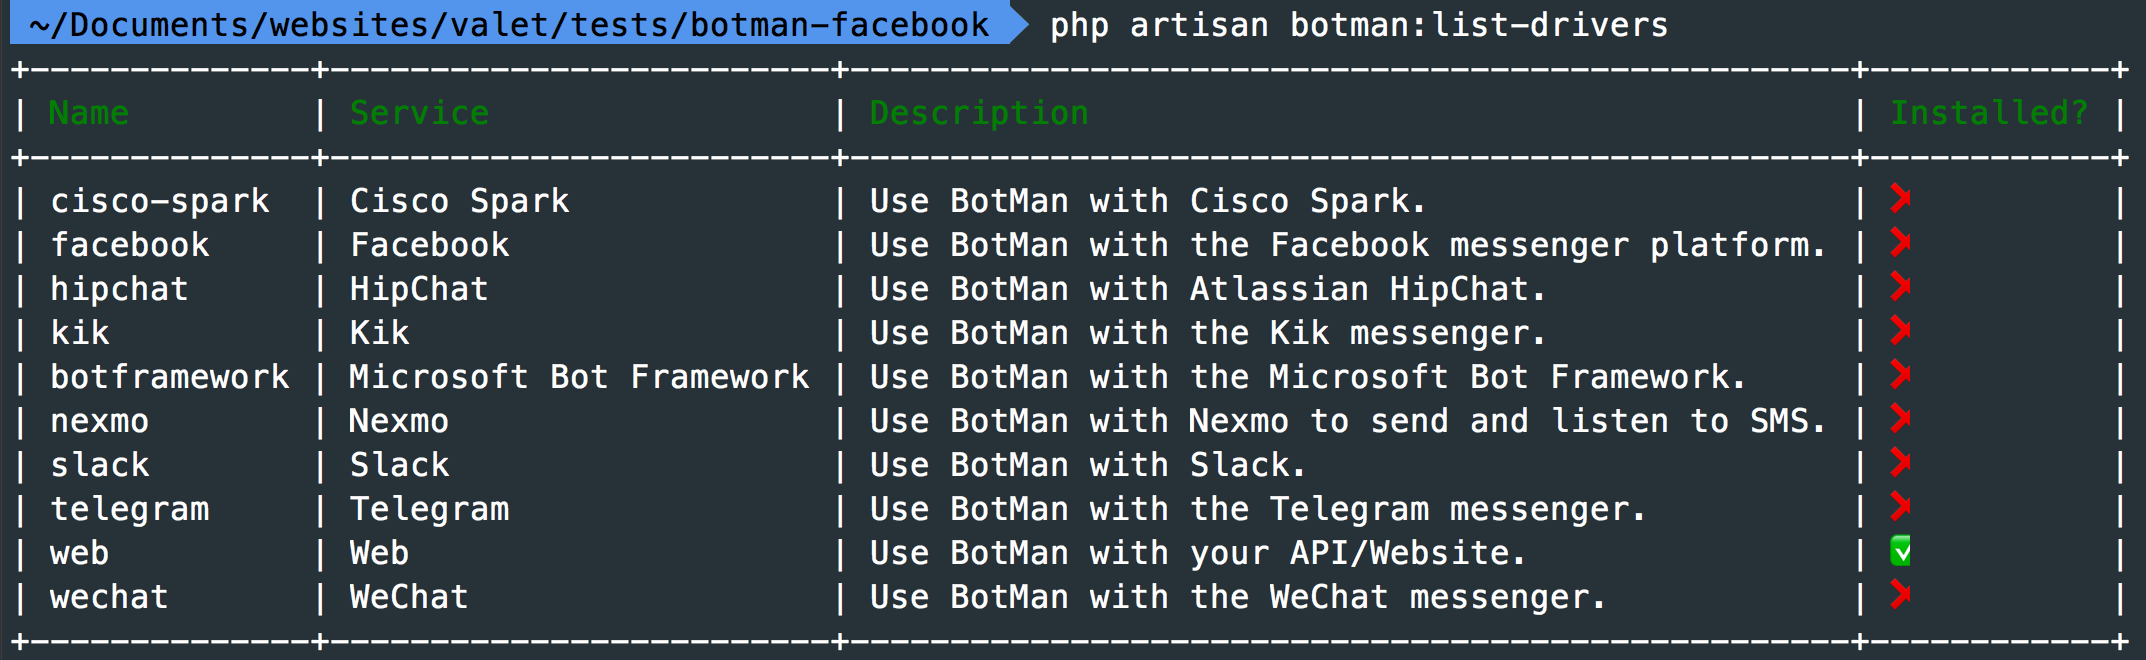 ~/Documents/websites/valet/tests/botman-facebook php artisan botman:list-drivers
+--------------+-------------------------+--------------------------------------------------+------------+
| Name         | Service                 | Description                                      | Installed? |
+--------------+-------------------------+--------------------------------------------------+------------+
| cisco-spark  | Cisco Spark             | Use BotMan with Cisco Spark.                     | ❌         |
| facebook     | Facebook                | Use BotMan with the Facebook messenger platform. | ❌         |
| hipchat      | HipChat                 | Use BotMan with Atlassian HipChat.               | ❌         |
| kik          | Kik                     | Use BotMan with the Kik messenger.               | ❌         |
| botframework | Microsoft Bot Framework | Use BotMan with the Microsoft Bot Framework.     | ❌         |
| nexmo        | Nexmo                   | Use BotMan with Nexmo to send and listen to SMS. | ❌         |
| slack        | Slack                   | Use BotMan with Slack.                           | ❌         |
| telegram     | Telegram                | Use BotMan with the Telegram messenger.          | ❌         |
| web          | Web                     | Use BotMan with your API/Website.                | ✅         |
| wechat       | WeChat                  | Use BotMan with the WeChat messenger.            | ❌         |
+--------------+-------------------------+--------------------------------------------------+------------+